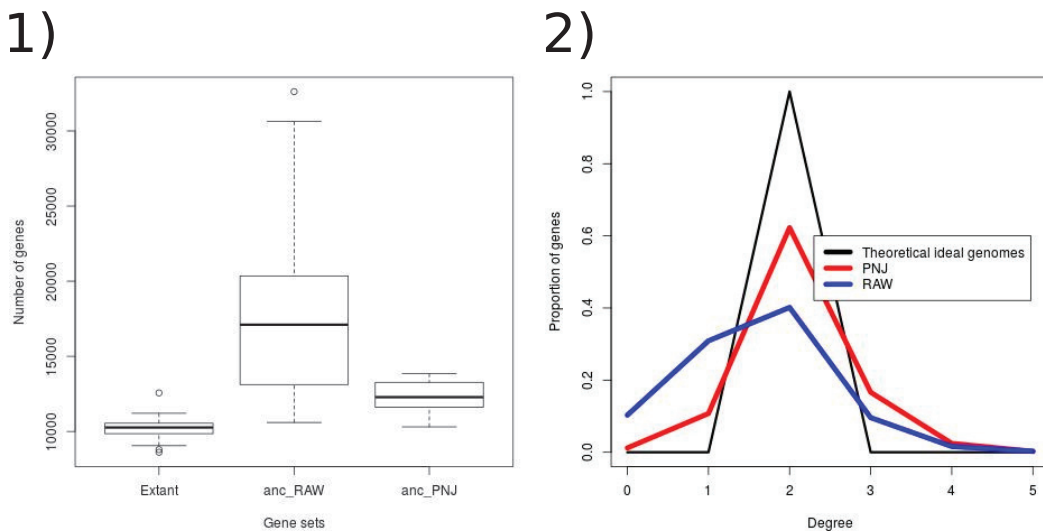 1)
30000
25000
20000
15000
10000
Number of genes
Extant
anc_RAW
anc_PNJ
Gene sets
2)
1.0
0.8
0.6
0.4
0.2
0.0
Proportion of genes
Theoretical ideal genomes
PNJ
RAW
0 1 2 3 4 5
Degree